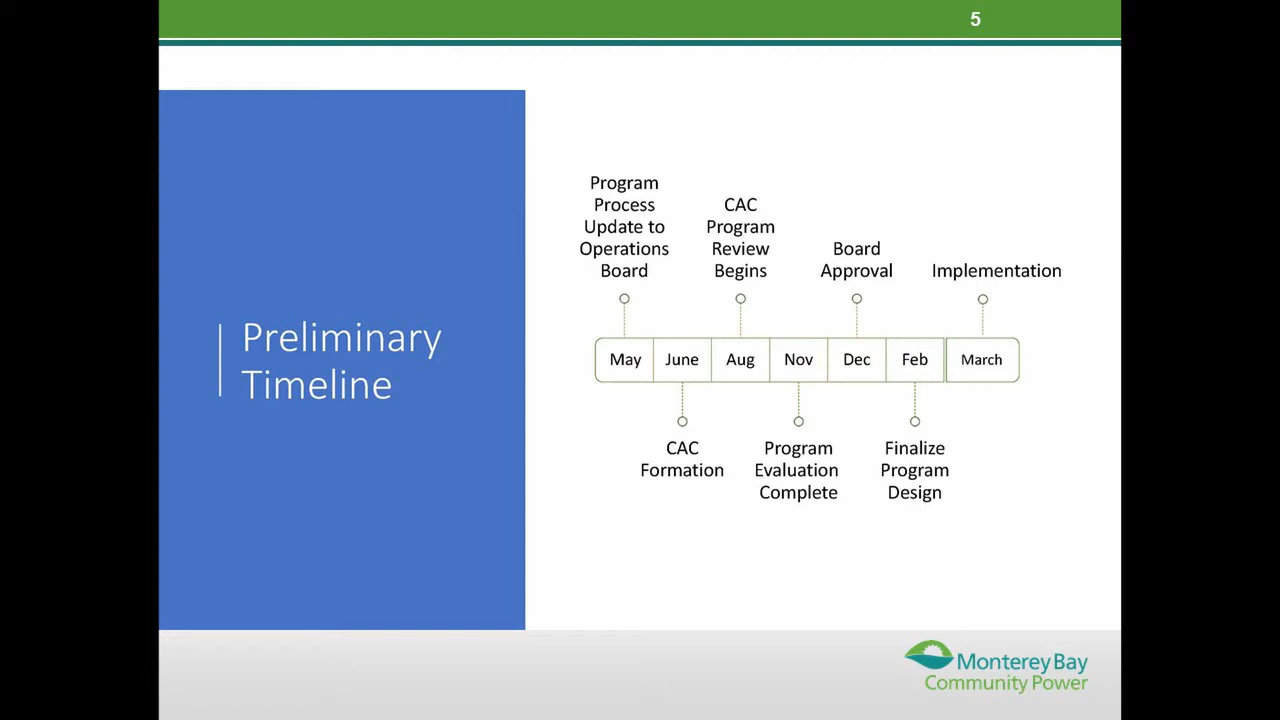 5
Preliminary
Timeline
Program
Process
Update to
Operations
Board
CAC
Program
Review
Begins
Board
Approval
Implementation
May
June
Aug
Nov
Dec
Feb
March
CAC
Formation
Program
Evaluation
Complete
Finalize
Program
Design
Monterey Bay
Community Power